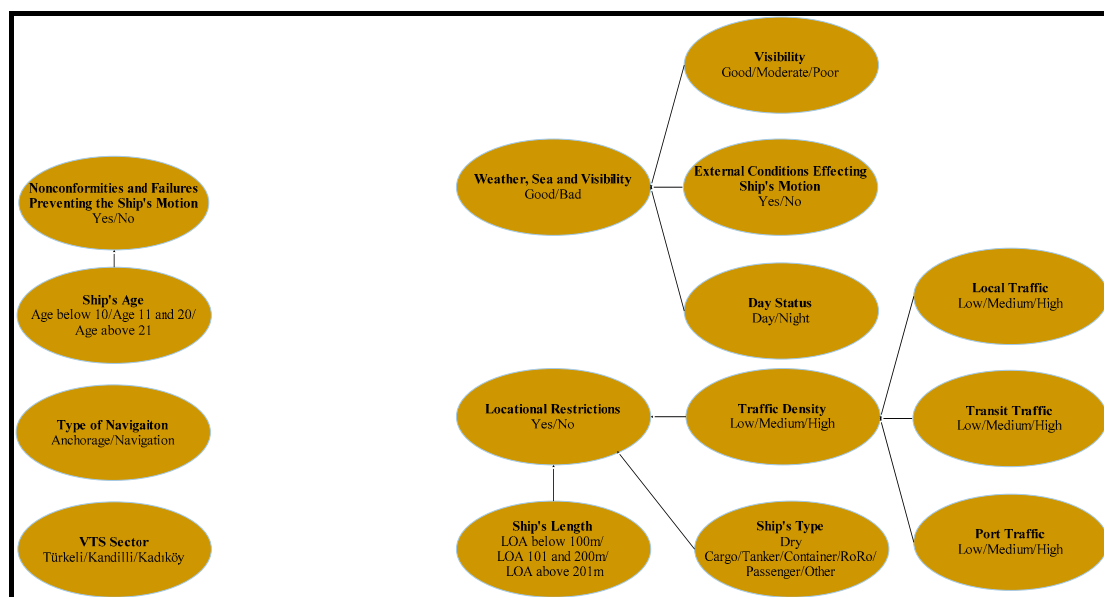 Visibility
Good/Moderate/Poor
Nonconformities and Failures
Preventing the Ship's Motion
Yes/No
Weather, Sea and Visibility
Good/Bad
External Conditions Effecting
Ship's Motion
Yes/No
Ship's Age
Age below 10/Age 11 and 20/
Age above 21
Day Status
Day/Night
Local Traffic
Low/Medium/High
Type of Navigaiton
Anchorage/Navigation
Locational Restrictions
Yes/No
Traffic Density
Low/Medium/High
Transit Traffic
Low/Medium/High
VTS Sector
Türkeli/Kandilli/Kadıköy
Ship's Length
LOA below 100m/
LOA 101 and 200m/
LOA above 201m
Ship's Type
Dry
Cargo/Tanker/Container/RoRo/
Passenger/Other
Port Traffic
Low/Medium/High